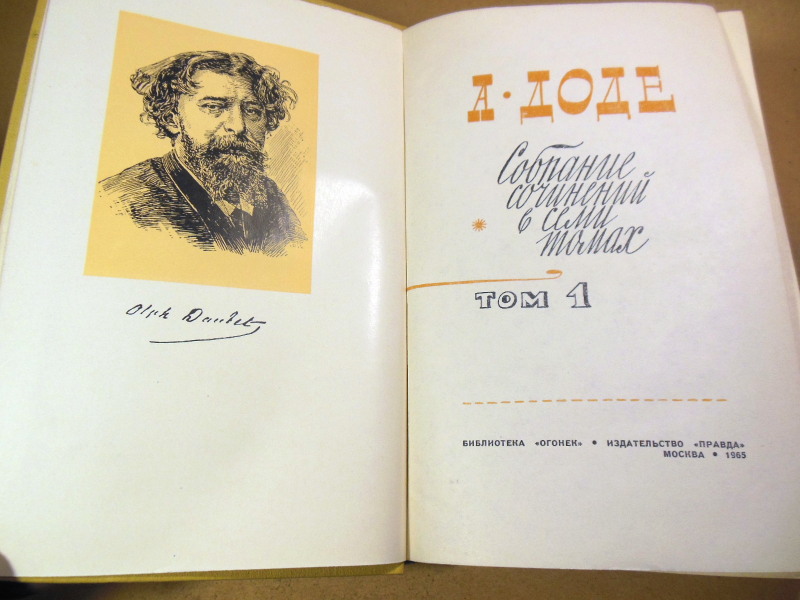 Alph Daudet
А·ДОДЕ
Собрание
сочинений
в семи
томах
ТОМ 1
БИБЛИОТЕКА «ОГОНЕК» • ИЗДАТЕЛЬСТВО «ПРАВДА»
МОСКВА • 1965